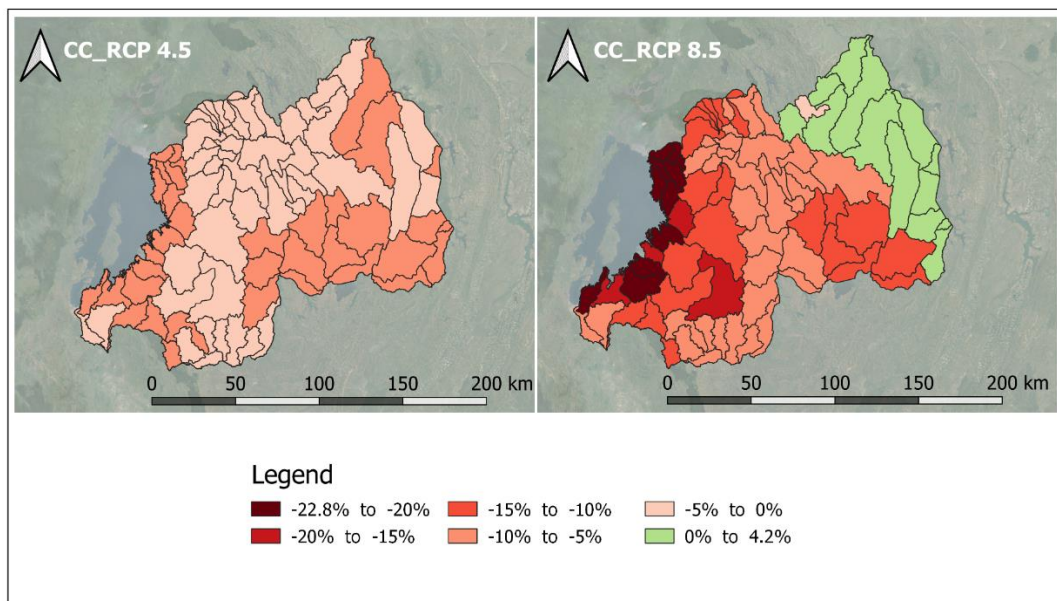 CC_RCP 4.5
CC_RCP 8.5
0 50 100 150 200 km
0 50 100 150 200 km
Legend
-22.8% to -20%
-15% to -10%
-5% to 0%
-20% to -15%
-10% to -5%
0% to 4.2%